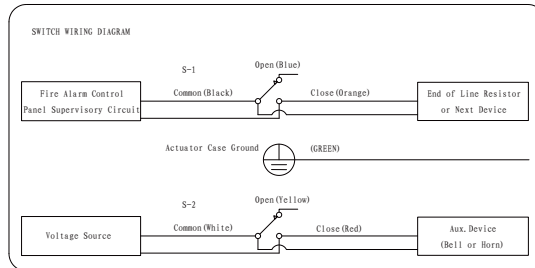 SWITCH WIRING DIAGRAM
S-1
Open(Blue)
Fire Alarm Control
Panel Supervisory Circuit
Common(Black)
Close(Orange)
End of Line Resistor
or Next Device
Actuator Case Ground
(GREEN)
S-2
Open(Yellow)
Voltage Source
Common(White)
Close(Red)
Aux.Device
(Bell or Horn)